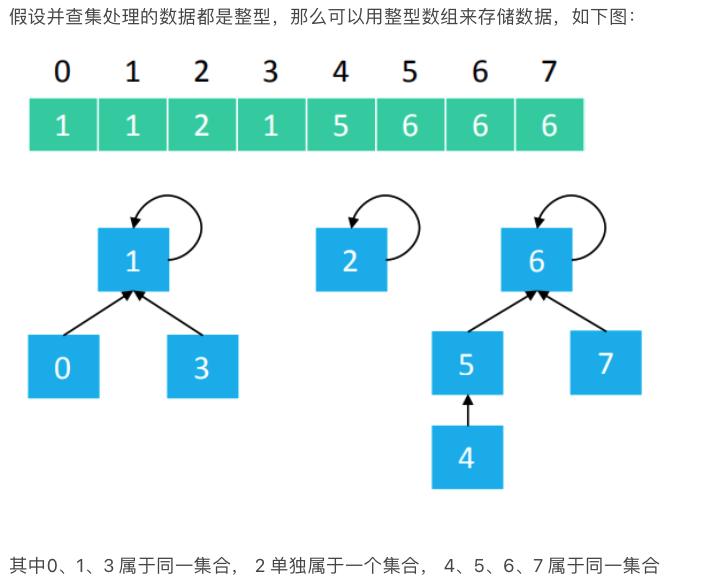 假设并查集处理的数据都是整型，那么可以用整型数组来存储数据，如下图：
0 1 2 3 4 5 6 7
1 1 2 1 5 6 6 6
1 2 6
0 3 5 7
4
其中0、1、3 属于同一集合， 2 单独属于一个集合， 4、5、6、7 属于同一集合